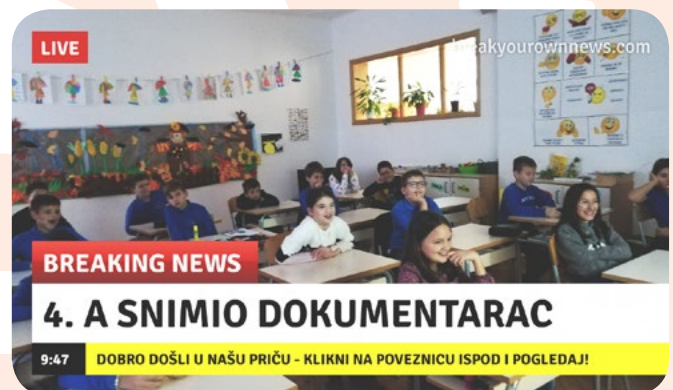 LIVE
breakyourownnews.com
BREAKING NEWS
4. A SNIMIO DOKUMENTARAC
9:47 DOBRO DOŠLI U NAŠU PRIČU - KLIKNI NA POVEZNICU ISPOD I POGLEDAJ!